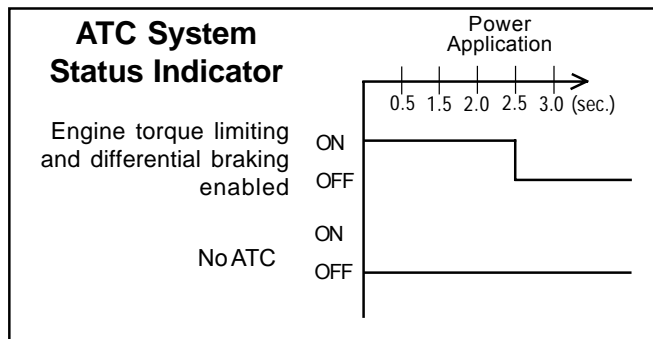 ATC System
Status Indicator
Power
Application
0.5 1.5 2.0 2.5 3.0 (sec.)
Engine torque limiting
and differential braking
enabled
ON
OFF
No ATC
ON
OFF